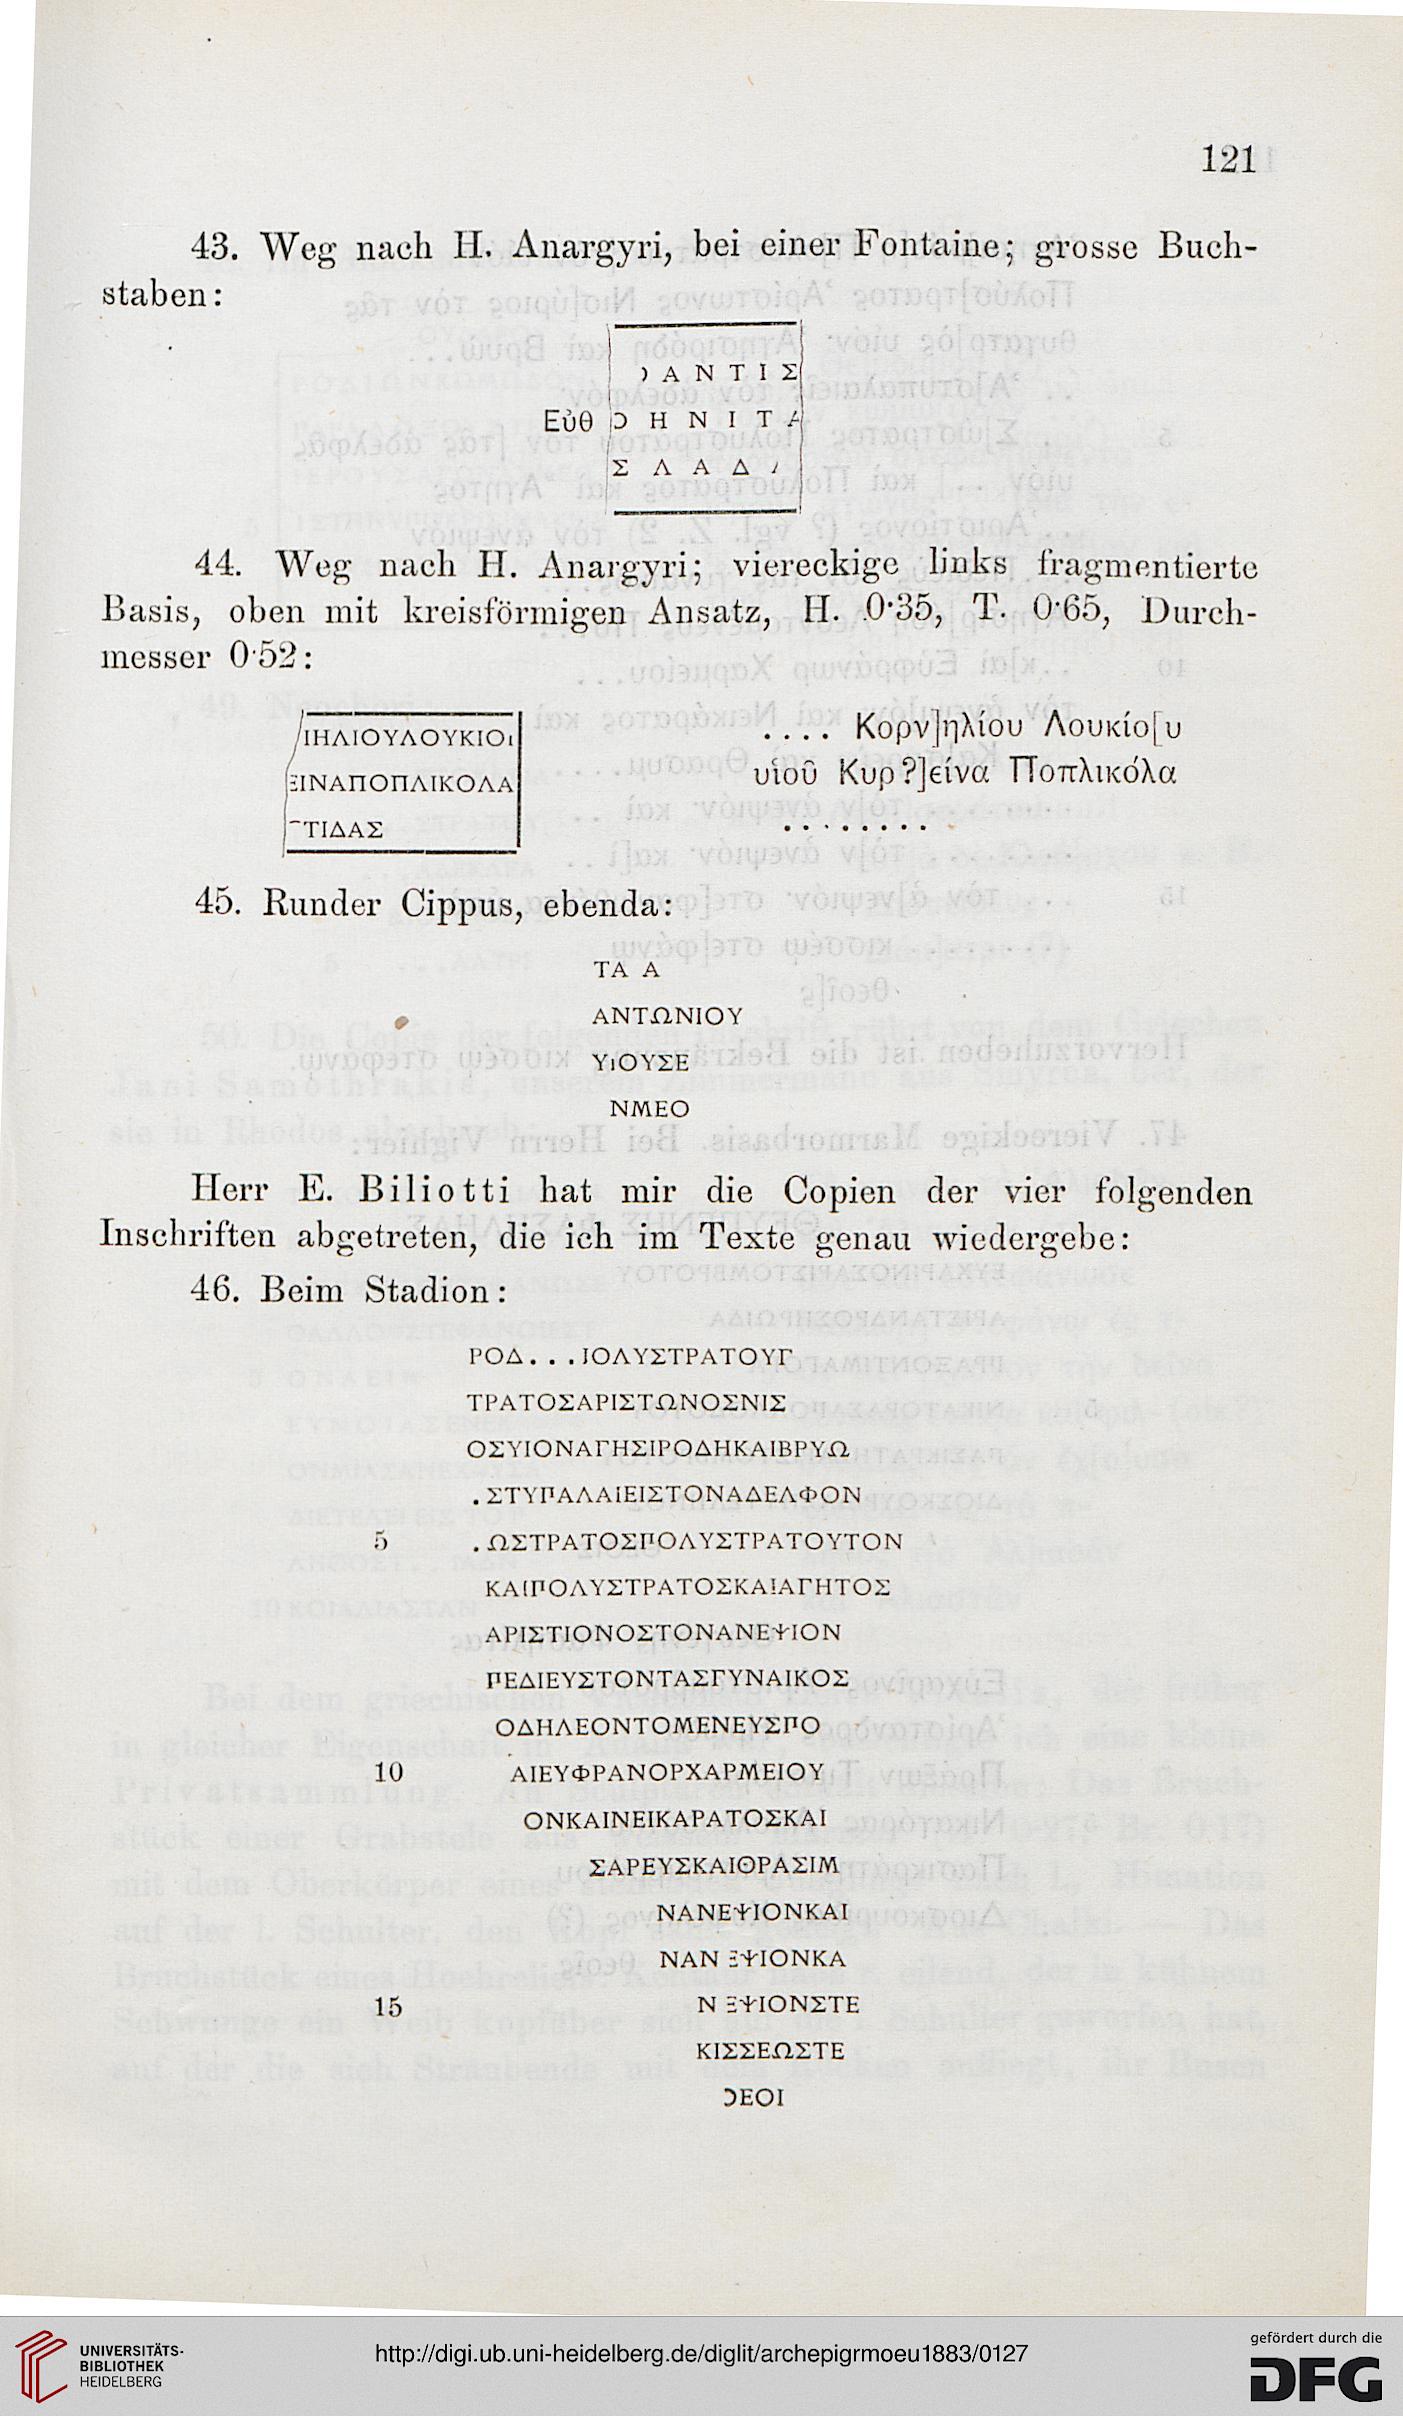 121
43. Weg nach H. Anargyri, bei einer Fontaine; grosse Buch-
staben:
Ͻ Α Ν Τ Ι Σ
Εὐθ Ͻ Η Ν Ι Τ Α
Σ Λ Α Δ
44. Weg nach H. Anargyri; viereckige links fragmentierte
Basis, oben mit kreisförmigen Ansatz, H. 0·35, T. 0·65, Durch-
messer 0·52:
ΙΗΛΙΟΥΛΟΥΚΙΟΙ
ΕΙΝΑΠΟΠΛΙΚΟΛΑ
ΤΙΔΑΣ
.... Κορν]ηλίου Λουκίο[υ
υἱοῦ Κυρ?]είνα Ποπλικόλα
........
45. Runder Cippus, ebenda:
ΤΑ Α
ΑΝΤΩΝΙΟΥ
ΥΙΟΥΣΕ
ΝΜΕΟ
Herr E. Biliotti hat mir die Copien der vier folgenden
Inschriften abgetreten, die ich im Texte genau wiedergebe:
46. Beim Stadion:
ΡΟΔ...ΙΟΛΥΣΤΡΑΤΟΥΓ
ΤΡΑΤΟΣΑΡΙΣΤΩΝΟΣΝΙΣ
ΟΣΥΙΟΝΑΓΗΣΙΡΟΔΗΚΑΙΒΡΥΩ
.ΣΤΥΠΑΛΑΙΕΙΣΤΟΝΑΔΕΛΦΟΝ
5 .ΩΣΤΡΑΤΟΣΠΟΛΥΣΤΡΑΤΟΥΤΟΝ
ΚΑΙΠΟΛΥΣΤΡΑΤΟΣΚΑΙΑΓΗΤΟΣ
ΑΡΙΣΤΙΟΝΟΣΤΟΝΑΝΕΨΙΟΝ
ΠΕΔΙΕΥΣΤΟΝΤΑΣΓΥΝΑΙΚΟΣ
ΟΔΗΛΕΟΝΤΟΜΕΝΕΥΣΠΟ
10 ΑΙΕΥΦΡΑΝΟΡΧΑΡΜΕΙΟΥ
ΟΝΚΑΙΝΕΙΚΑΡΑΤΟΣΚΑΙ
ΣΑΡΕΥΣΚΑΙΘΡΑΣΙΜ
ΝΑΝΕΨΙΟΝΚΑΙ
ΝΑΝ ΞΨΙΟΝΚΑ
15 Ν ΞΨΙΟΝΣΤΕ
ΚΙΣΣΕΩΣΤΕ
ϽΕΟΙ
UNIVERSITÄTS-
BIBLIOTHEK
HEIDELBERG
http://digi.ub.uni-heidelberg.de/diglit/archepigrmoeu1883/0127
gefördert durch die
DFG